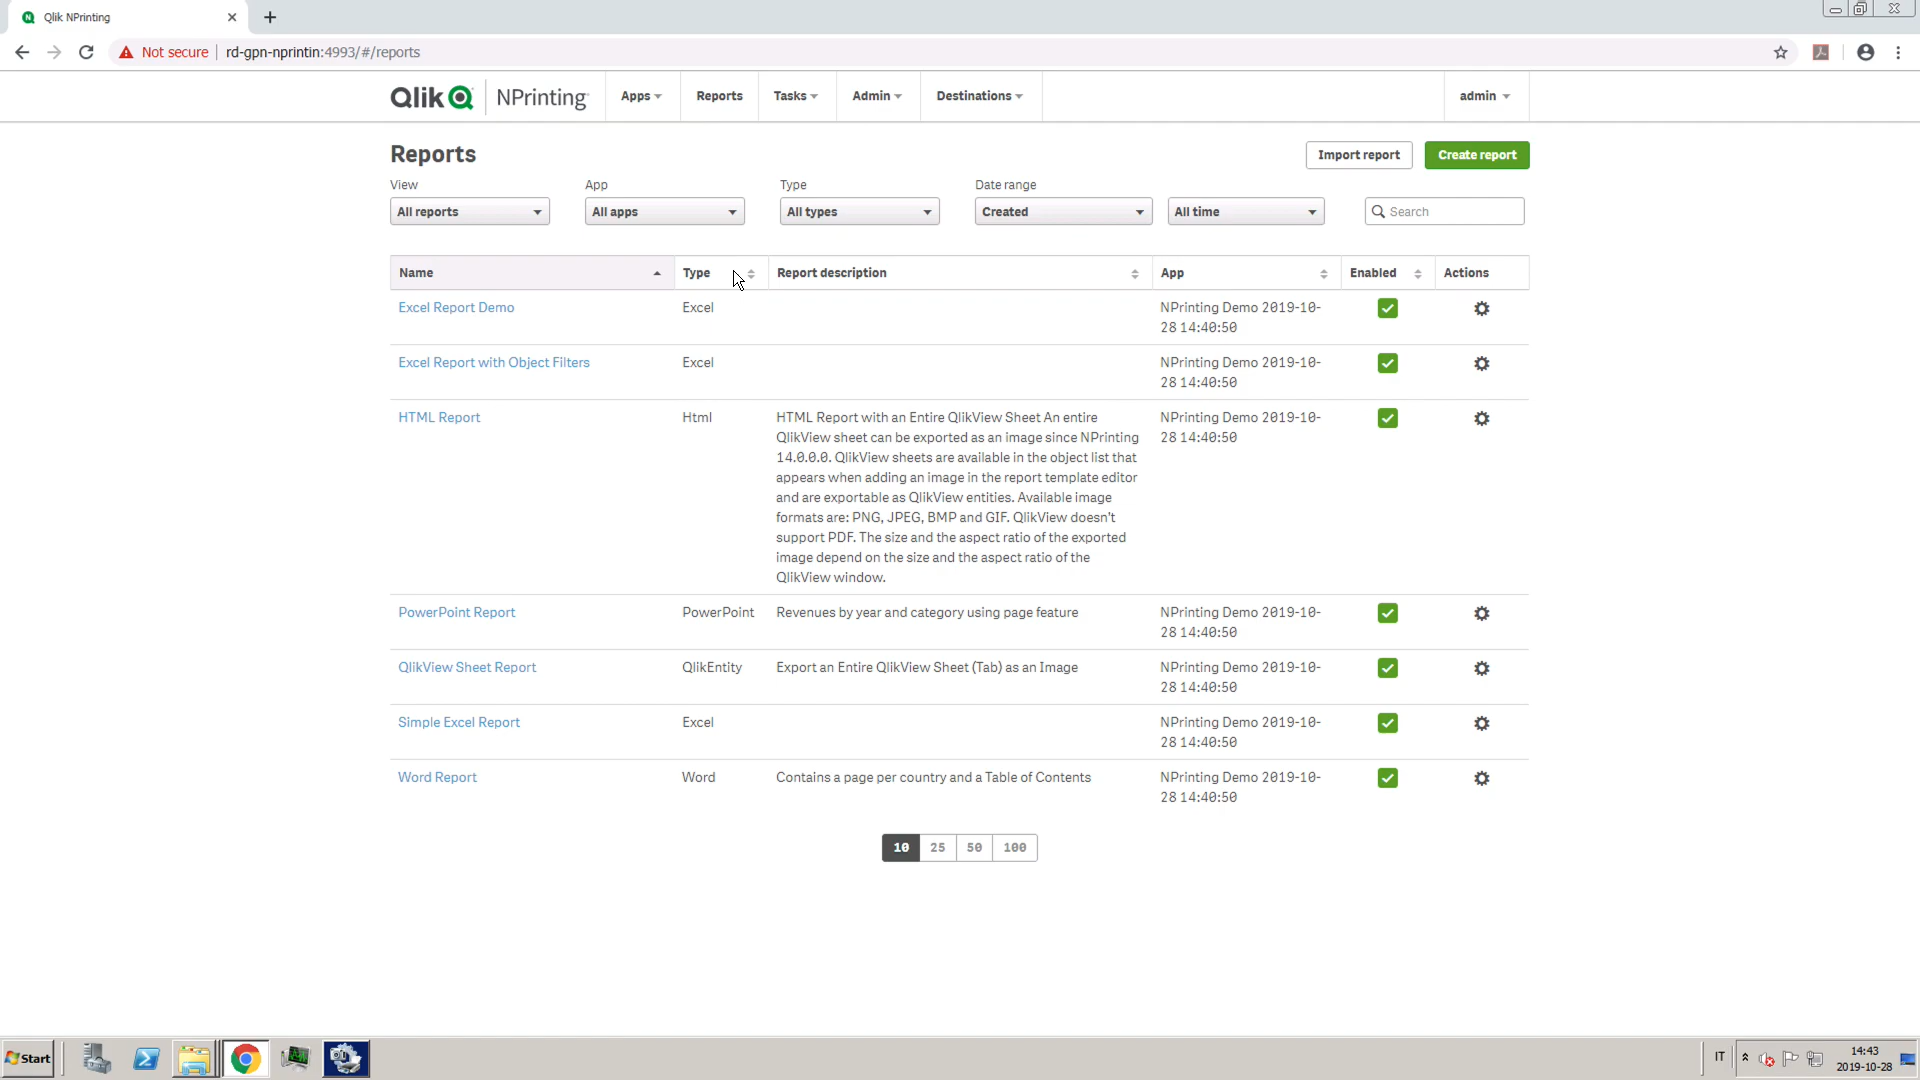 Qlik NPrinting
Not secure
rd-gpn-nprintin:4993/#/reports
Qlik NPrinting
Apps
Reports
Tasks
Admin
Destinations
admin
Reports
Import report
Create report
View
App
Type
Date range
All reports
All apps
All types
Created
All time
Search
Name
Type
Report description
App
Enabled
Actions
Excel Report Demo
Excel
NPrinting Demo 2019-10-
28 14:40:50
Excel Report with Object Filters
Excel
NPrinting Demo 2019-10-
28 14:40:50
HTML Report
Html
HTML Report with an Entire QlikView Sheet An entire
QlikView sheet can be exported as an image since NPrinting
14.0.0.0. QlikView sheets are available in the object list that
appears when adding an image in the report template editor
and are exportable as QlikView entities. Available image
formats are: PNG, JPEG, BMP and GIF. QlikView doesn't
support PDF. The size and the aspect ratio of the exported
image depend on the size and the aspect ratio of the
QlikView window.
NPrinting Demo 2019-10-
28 14:40:50
PowerPoint Report
PowerPoint
Revenues by year and category using page feature
NPrinting Demo 2019-10-
28 14:40:50
QlikView Sheet Report
QlikEntity
Export an Entire QlikView Sheet (Tab) as an Image
NPrinting Demo 2019-10-
28 14:40:50
Simple Excel Report
Excel
NPrinting Demo 2019-10-
28 14:40:50
Word Report
Word
Contains a page per country and a Table of Contents
NPrinting Demo 2019-10-
28 14:40:50
10 25 50 100
Start
IT
14:43
2019-10-28